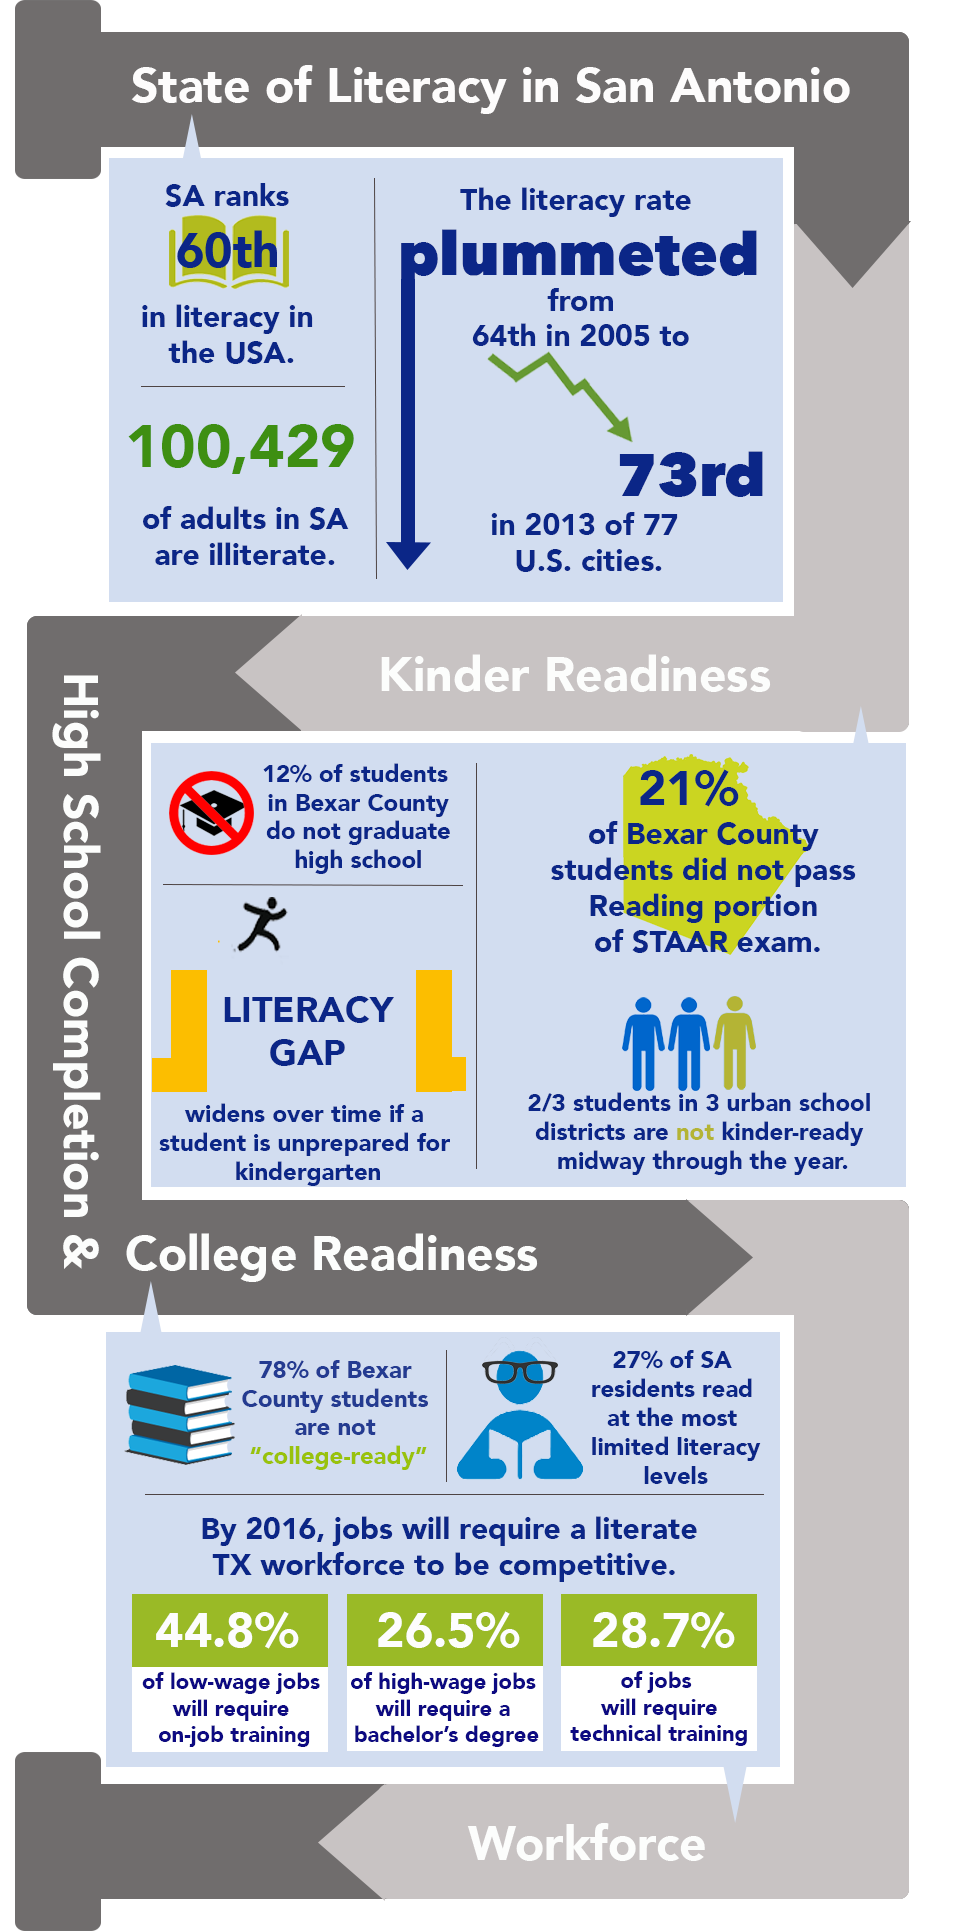 State of Literacy in San Antonio
SA ranks
60th
in literacy in
the USA.
100,429
of adults in SA
are illiterate.
The literacy rate
plummeted
from
64th in 2005 to
73rd
in 2013 of 77
U.S. cities.
Kinder Readiness
12% of students
in Bexar County
do not graduate
high school
LITERACY
GAP
widens over time if a
student is unprepared for
kindergarten
21%
of Bexar County
students did not pass
Reading portion
of STAAR exam.
2/3 students in 3 urban school
districts are not kinder-ready
midway through the year.
High School Completion &
College Readiness
78% of Bexar
County students
are not
“college-ready”
27% of SA
residents read
at the most
limited literacy
levels
By 2016, jobs will require a literate
TX workforce to be competitive.
44.8%
of low-wage jobs
will require
on-job training
26.5%
of high-wage jobs
will require a
bachelor’s degree
28.7%
of jobs
will require
technical training
Workforce